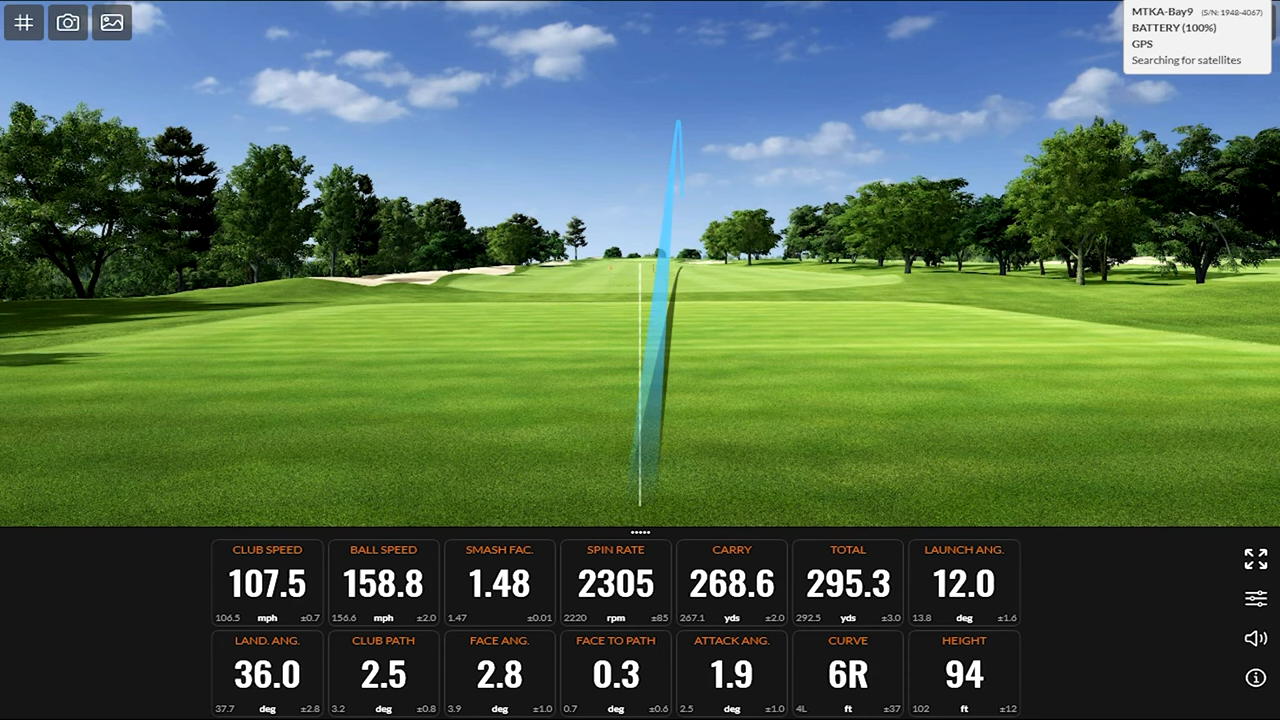 MTKA-Bay9 (S/N: 1948-4067)
BATTERY (100%)
GPS
Searching for satellites
CLUB SPEED BALL SPEED SMASH FAC. SPIN RATE CARRY TOTAL LAUNCH ANG.
107.5 158.8 1.48 2305 268.6 295.3 12.0
106.5 mph ±0.7 156.6 mph ±2.0 1.47 ±0.01 2220 rpm ±85 267.1 yds ±2.0 292.5 yds ±3.0 13.8 deg ±1.6
LAND. ANG. CLUB PATH FACE ANG. FACE TO PATH ATTACK ANG. CURVE HEIGHT
36.0 2.5 2.8 0.3 1.9 6R 94
37.7 deg ±2.8 3.2 deg ±0.8 3.9 deg ±1.0 0.7 deg ±0.6 2.5 deg ±1.0 4L ft ±37 102 ft ±12